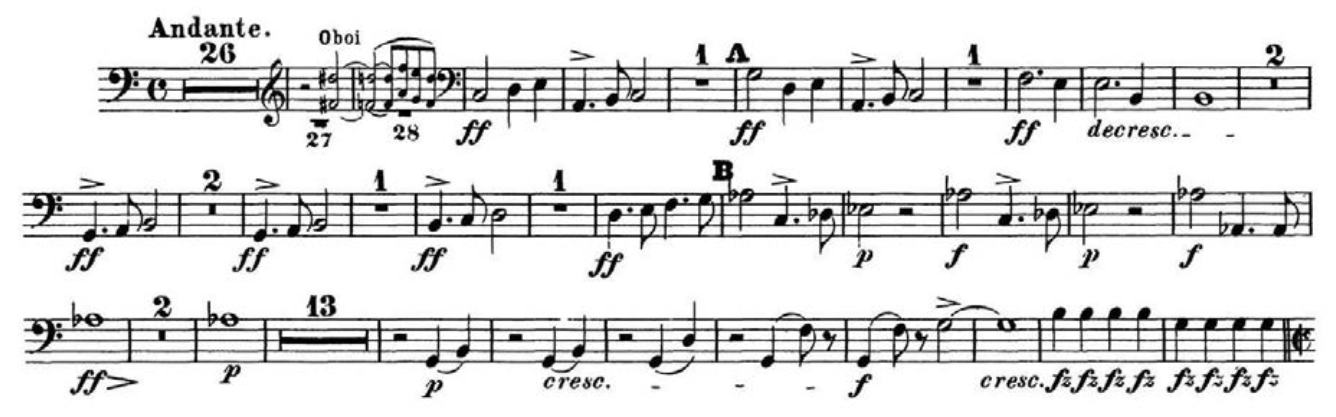 Andante.
26 Oboi 1 A 1 2
27 28 ff ff ff decresc.
2 1 1 B
ff ff ff ff p f p f
2 13
ff p p cresc. f cresc. fz fz fz fz fz fz fz fz